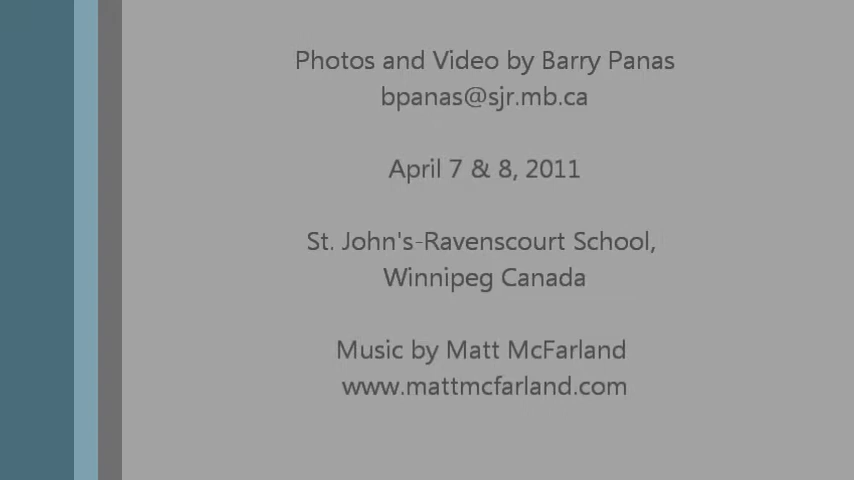 Photos and Video by Barry Panas
bpanas@sjr.mb.ca
April 7 & 8, 2011
St. John's-Ravenscourt School,
Winnipeg Canada
Music by Matt McFarland
www.mattmcfarland.com